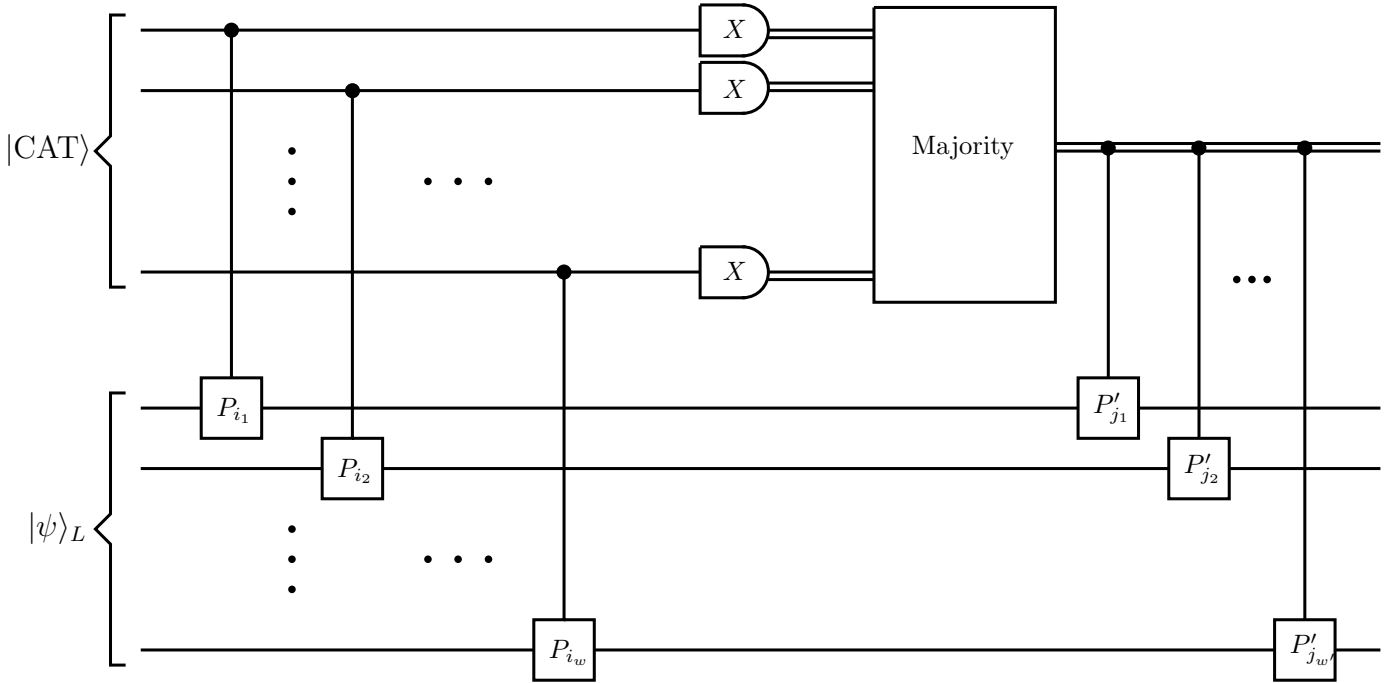 X
X
|CAT⟩
Majority
X
P_{i_1}
P'_{j_1}
P_{i_2}
P'_{j_2}
|ψ⟩_L
P_{i_w}
P'_{j_{w'}}